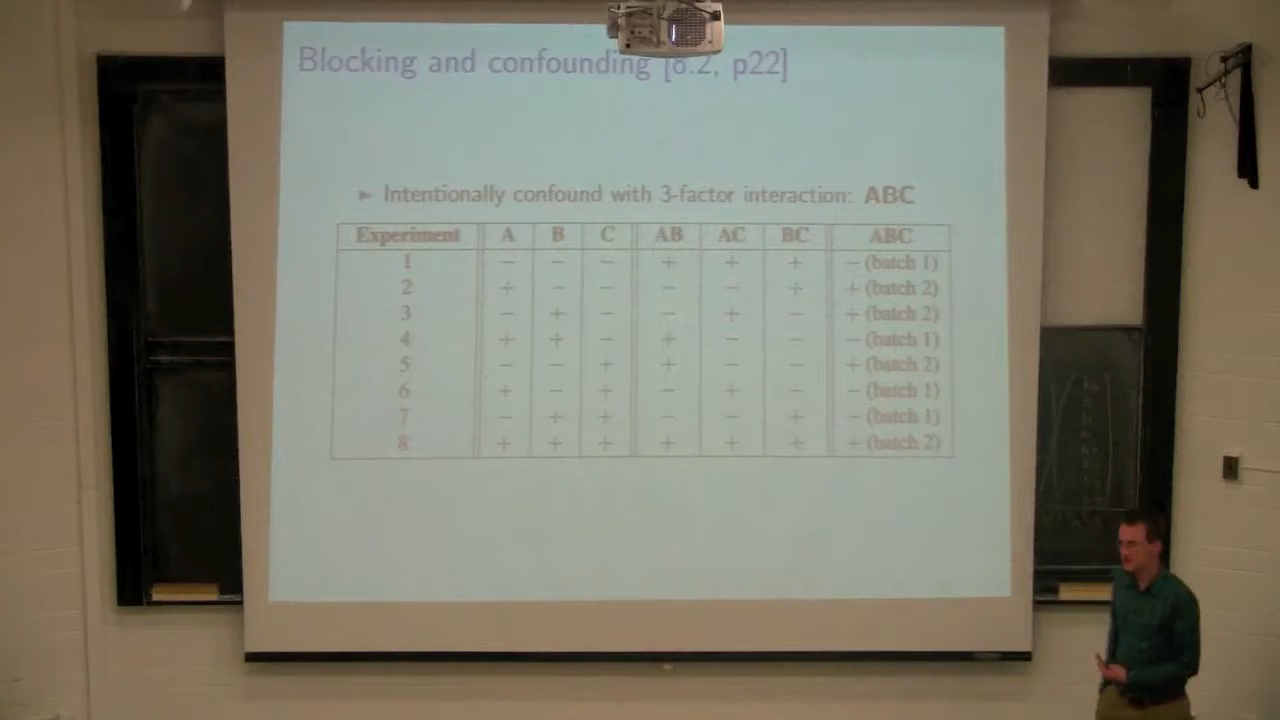 Blocking and confounding [8.2, p22]
► Intentionally confound with 3-factor interaction: ABC
Experiment A B C AB AC BC ABC
1 − − − + + + − (batch 1)
2 + − − − − + + (batch 2)
3 − + − − + − + (batch 2)
4 + + − + − − − (batch 1)
5 − − + + − − + (batch 2)
6 + − + − + − − (batch 1)
7 − + + − − + − (batch 1)
8 + + + + + + + (batch 2)